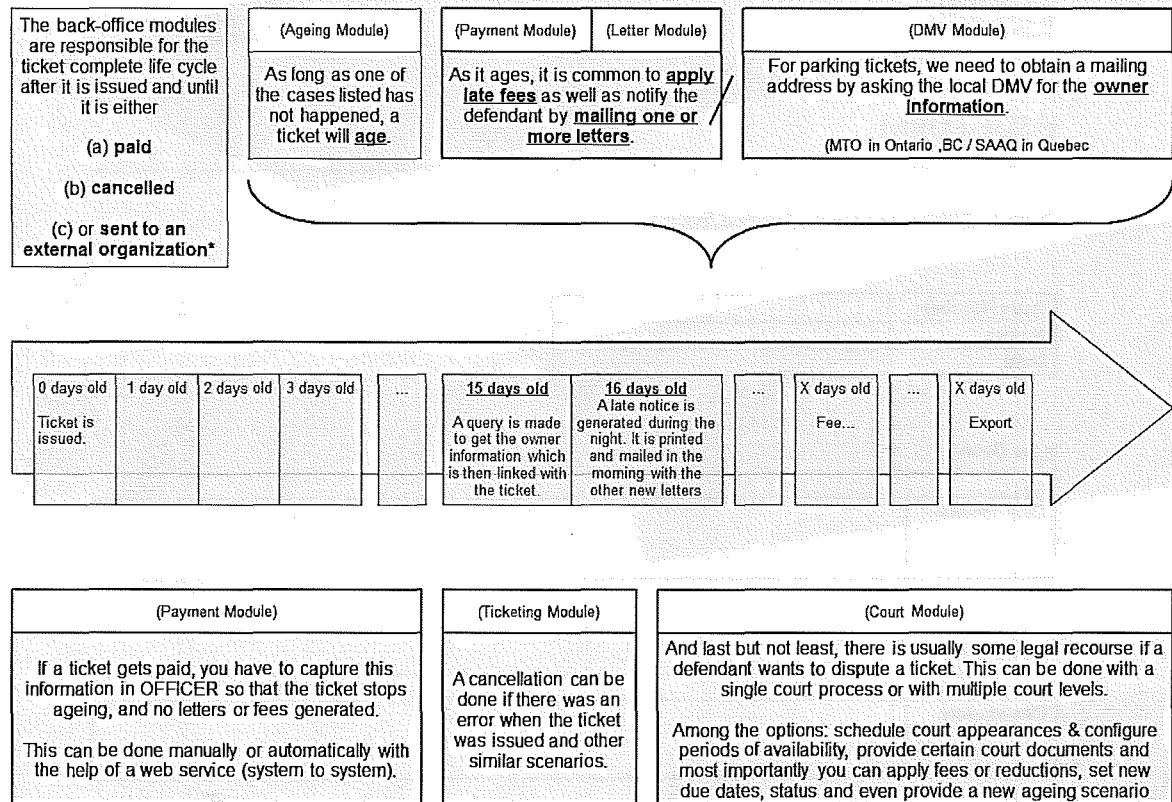 The back-office modules
are responsible for the
ticket complete life cycle
after it is issued and until
it is either
(a) paid
(b) cancelled
(c) or sent to an
external organization*
(Ageing Module)
As long as one of
the cases listed has
not happened, a
ticket will age.
(Payment Module)
(Letter Module)
As it ages, it is common to apply
late fees as well as notify the
defendant by mailing one or
more letters.
(DMV Module)
For parking tickets, we need to obtain a mailing
address by asking the local DMV for the owner
information.
(MTO in Ontario ,BC / SAAQ in Quebec
0 days old
Ticket is
issued.
1 day old
2 days old
3 days old
...
15 days old
A query is made
to get the owner
information which
is then linked with
the ticket.
16 days old
A late notice is
generated during the
night. It is printed
and mailed in the
morning with the
other new letters
...
X days old
Fee...
...
X days old
Export
(Payment Module)
If a ticket gets paid, you have to capture this
information in OFFICER so that the ticket stops
ageing, and no letters or fees generated.
This can be done manually or automatically with
the help of a web service (system to system).
(Ticketing Module)
A cancellation can be
done if there was an
error when the ticket
was issued and other
similar scenarios.
(Court Module)
And last but not least, there is usually some legal recourse if a
defendant wants to dispute a ticket. This can be done with a
single court process or with multiple court levels.
Among the options: schedule court appearances & configure
periods of availability, provide certain court documents and
most importantly you can apply fees or reductions, set new
due dates, status and even provide a new ageing scenario